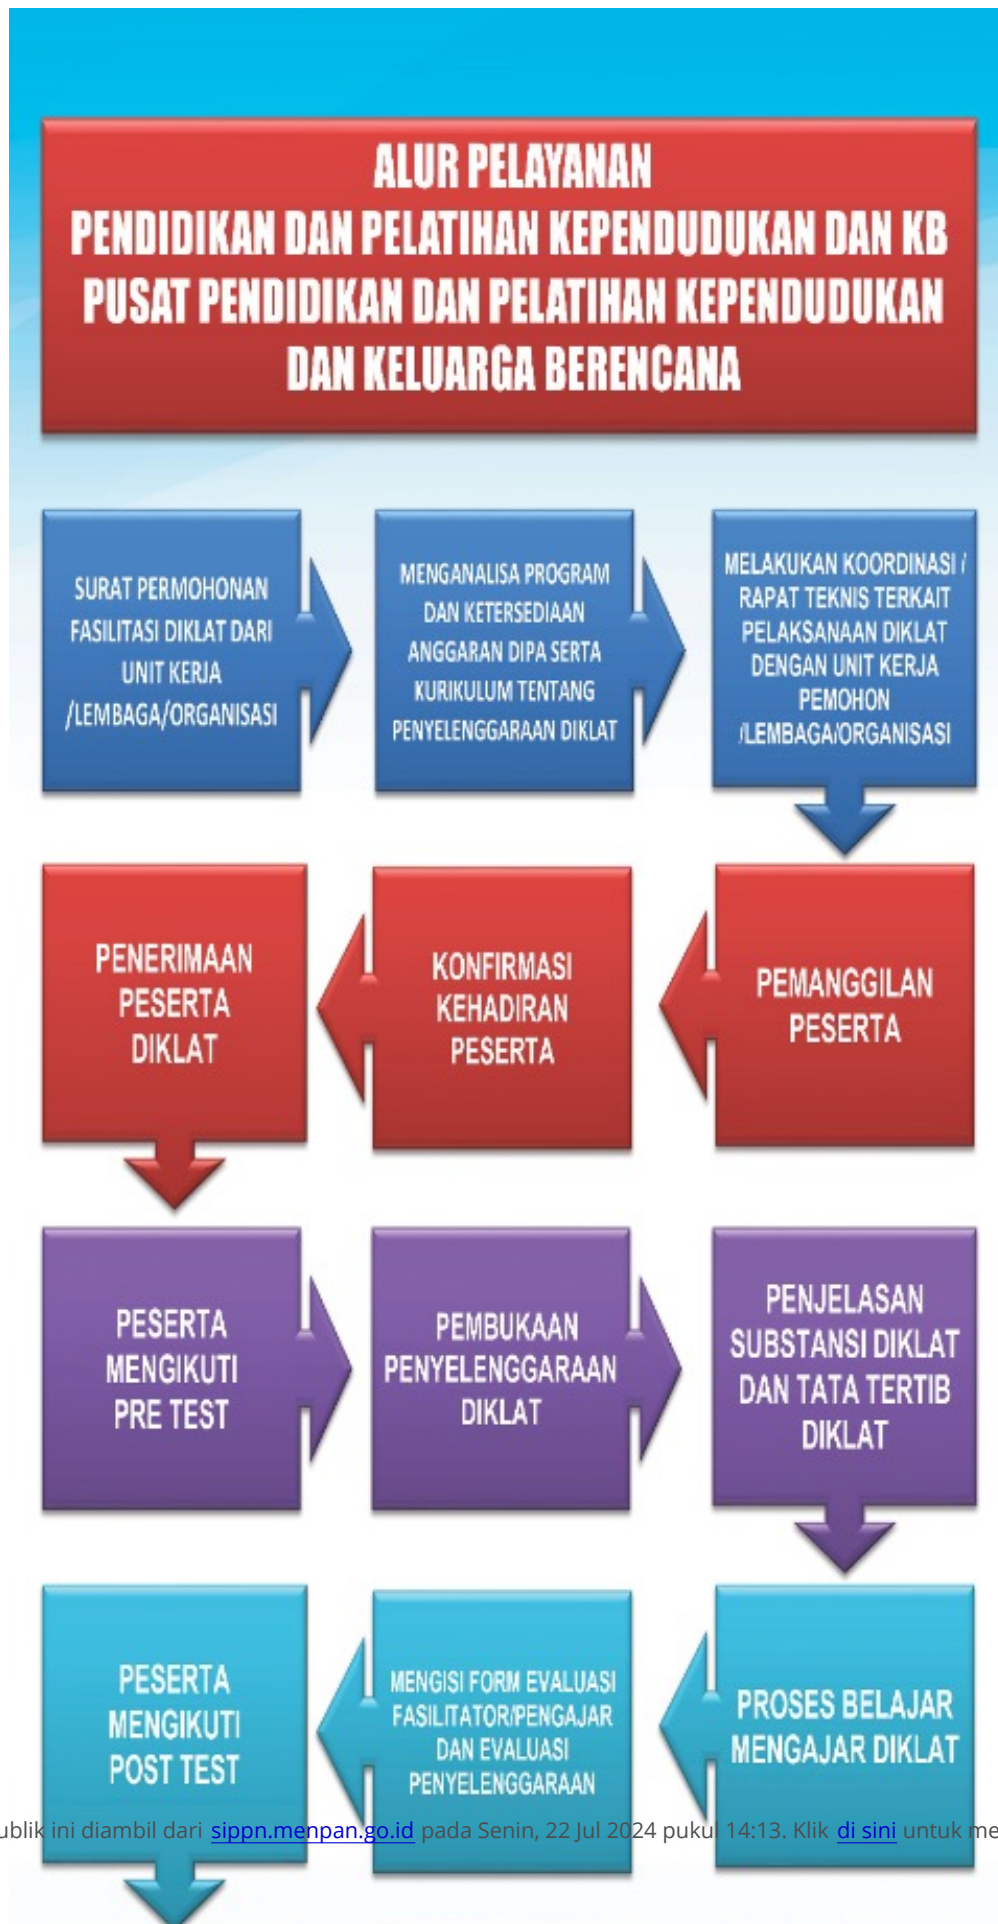 ALUR PELAYANAN
PENDIDIKAN DAN PELATIHAN KEPENDUDUKAN DAN KB
PUSAT PENDIDIKAN DAN PELATIHAN KEPENDUDUKAN
DAN KELUARGA BERENCANA
SURAT PERMOHONAN
FASILITASI DIKLAT DARI
UNIT KERJA
/LEMBAGA/ORGANISASI
MENGANALISA PROGRAM
DAN KETERSEDIAAN
ANGGARAN DIPA SERTA
KURIKULUM TENTANG
PENYELENGGARAAN DIKLAT
MELAKUKAN KOORDINASI /
RAPAT TEKNIS TERKAIT
PELAKSANAAN DIKLAT
DENGAN UNIT KERJA
PEMOHON
/LEMBAGA/ORGANISASI
PEMANGGILAN
PESERTA
KONFIRMASI
KEHADIRAN
PESERTA
PENERIMAAN
PESERTA
DIKLAT
PESERTA
MENGIKUTI
PRE TEST
PEMBUKAAN
PENYELENGGARAAN
DIKLAT
PENJELASAN
SUBSTANSI DIKLAT
DAN TATA TERTIB
DIKLAT
PROSES BELAJAR
MENGAJAR DIKLAT
MENGISI FORM EVALUASI
FASILITATOR/PENGAJAR
DAN EVALUASI
PENYELENGGARAAN
PESERTA
MENGIKUTI
POST TEST
ublik ini diambil dari sippn.menpan.go.id pada Senin, 22 Jul 2024 pukul 14:13. Klik di sini untuk me